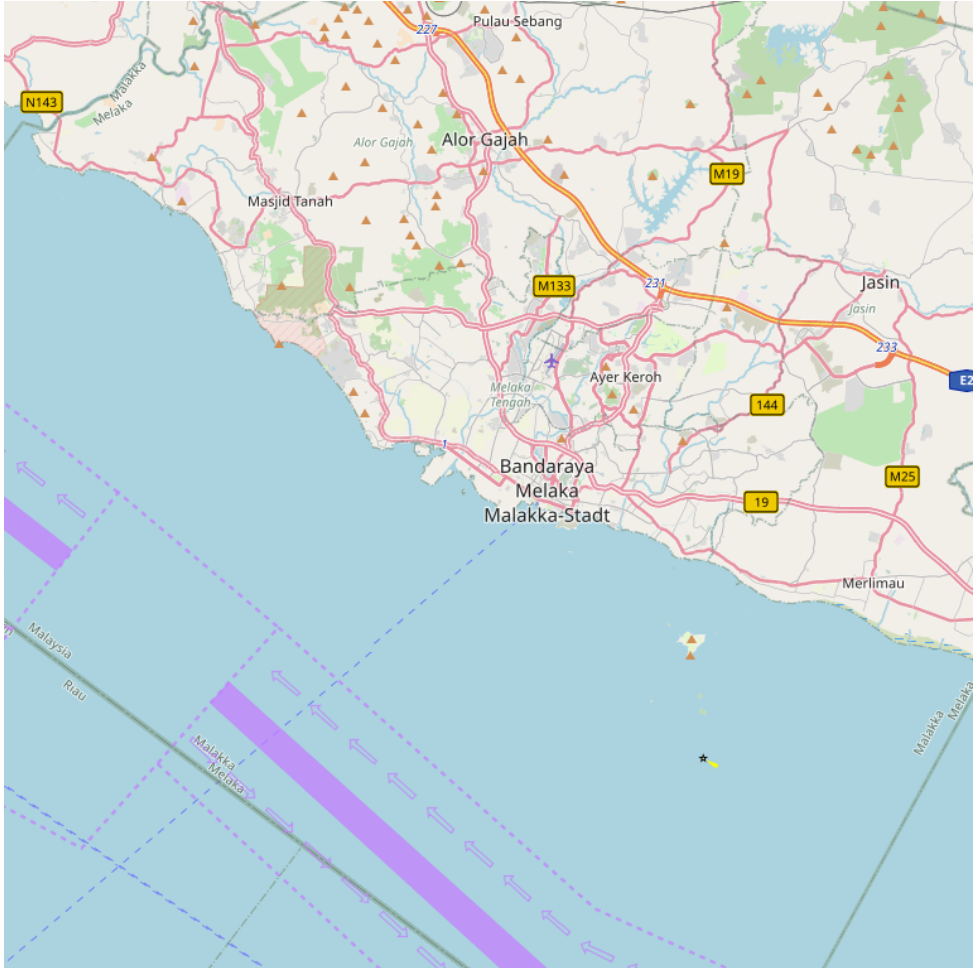 Pulau Sebang
227
N143
Malakka
Melaka
Alor Gajah
Alor Gajah
M19
Masjid Tanah
M133
231
Jasin
Jasin
233
E2
Ayer Keroh
Melaka
Tengah
144
1
Bandaraya
Melaka
Malakka-Stadt
19
M25
Merlimau
Malaysia
Riau
Malakka
Melaka
Malakka
Melaka